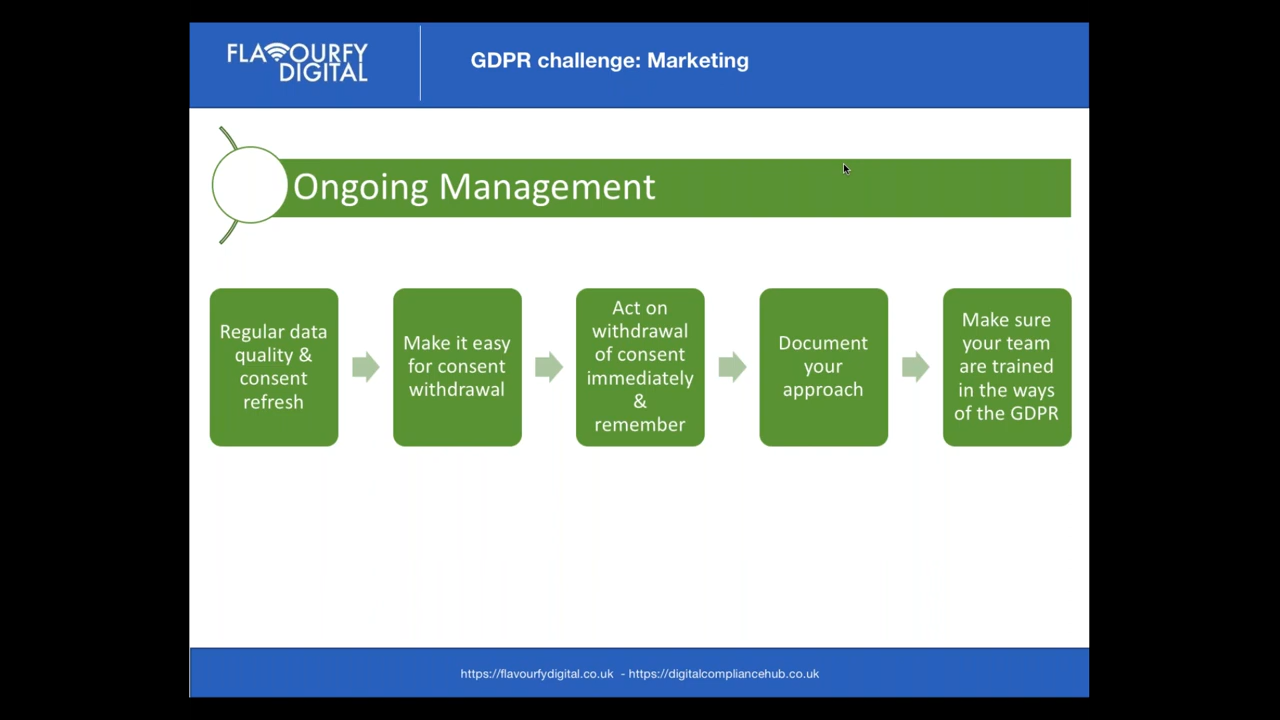 FLAVOURFY
DIGITAL
GDPR challenge: Marketing
Ongoing Management
Regular data
quality &
consent
refresh
Make it easy
for consent
withdrawal
Act on
withdrawal
of consent
immediately
&
remember
Document
your
approach
Make sure
your team
are trained
in the ways
of the GDPR
https://flavourfydigital.co.uk - https://digitalcompliancehub.co.uk